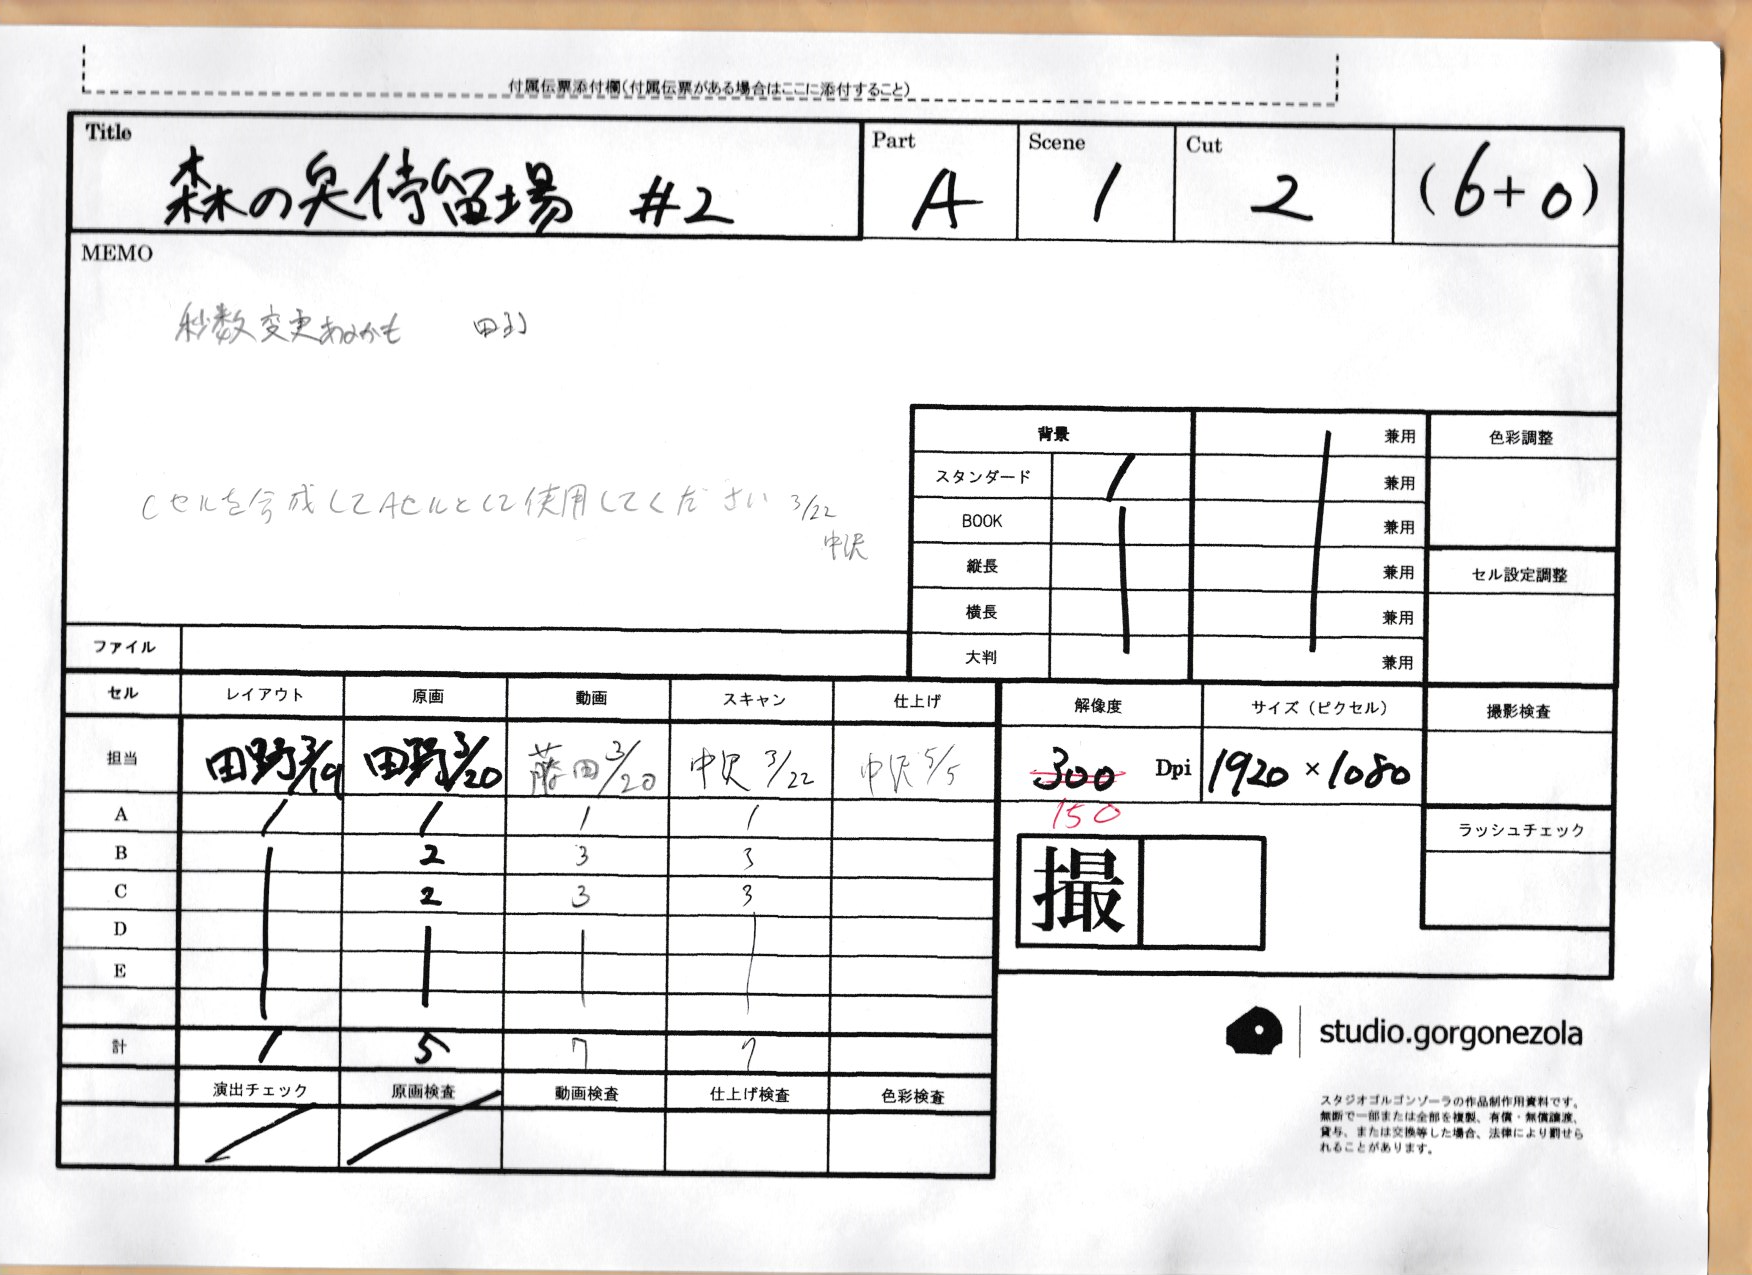 付属伝票添付欄(付属伝票がある場合はここに添付すること)
Title Part Scene Cut
森の奥停留場 #2 A 1 2 (6+0)
MEMO
秒数変更あるかも 田野
Cセルを合成してAセルとして使用してください 3/22
中沢
背景 兼用 色彩調整
スタンダード 1 兼用
BOOK 兼用
縦長 兼用 セル設定調整
横長 兼用
大判 兼用
ファイル
セル レイアウト 原画 動画 スキャン 仕上げ 解像度 サイズ(ピクセル) 撮影検査
担当 田野3/19 田野3/20 藤田3/20 中沢 3/22 中沢 5/5 300 Dpi 1920 × 1080
150
A 1 1 1 1 ラッシュチェック
B 2 3 3
C 2 3 3 撮
D
E
計 1 5 7 7
演出チェック 原画検査 動画検査 仕上げ検査 色彩検査
studio.gorgonezola
スタジオゴルゴンゾーラの作品制作用資料です。
無断で一部または全部を複製、有償・無償譲渡、
貸与、または交換等した場合、法律により罰せら
れることがあります。